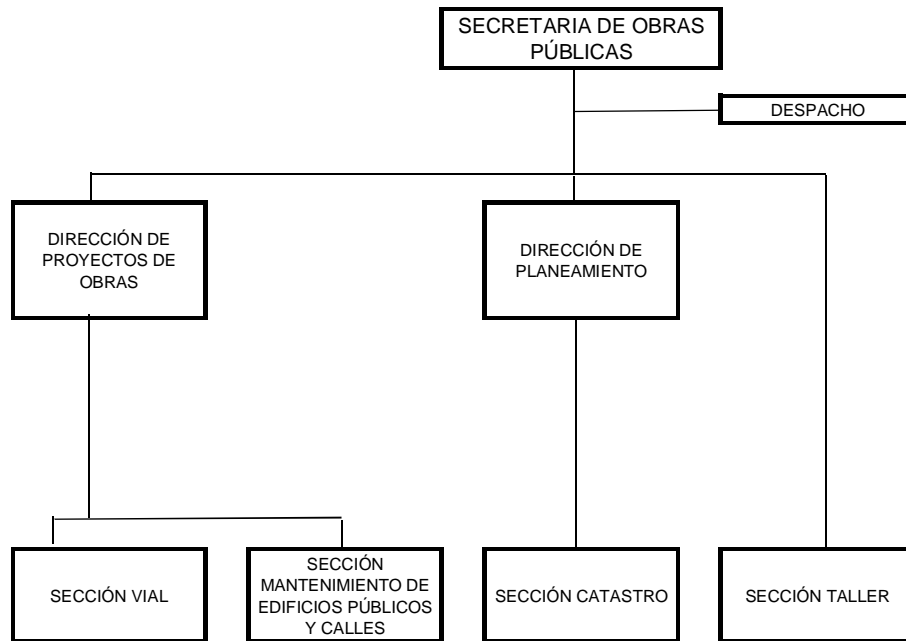 SECRETARIA DE OBRAS
PÚBLICAS
DESPACHO
DIRECCIÓN DE
PROYECTOS DE
OBRAS
DIRECCIÓN DE
PLANEAMIENTO
SECCIÓN VIAL
SECCIÓN
MANTENIMIENTO DE
EDIFICIOS PÚBLICOS
Y CALLES
SECCIÓN CATASTRO
SECCIÓN TALLER